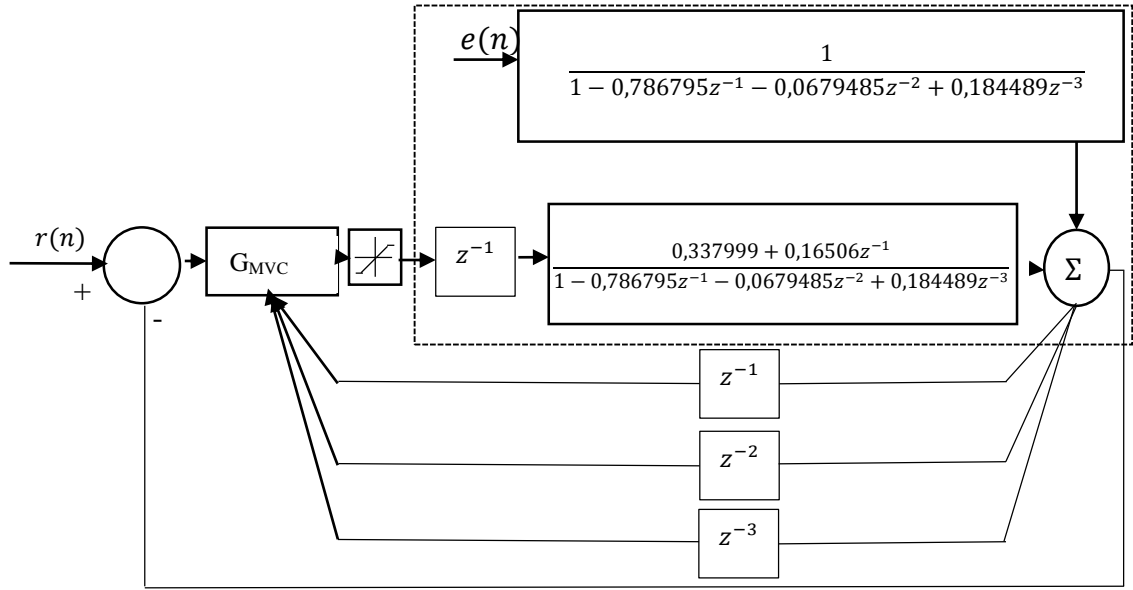 e(n)
1
1 − 0,786795z⁻¹ − 0,0679485z⁻² + 0,184489z⁻³
r(n)
+
-
G_MVC
z⁻¹
0,337999 + 0,16506z⁻¹
1 − 0,786795z⁻¹ − 0,0679485z⁻² + 0,184489z⁻³
Σ
z⁻¹
z⁻²
z⁻³